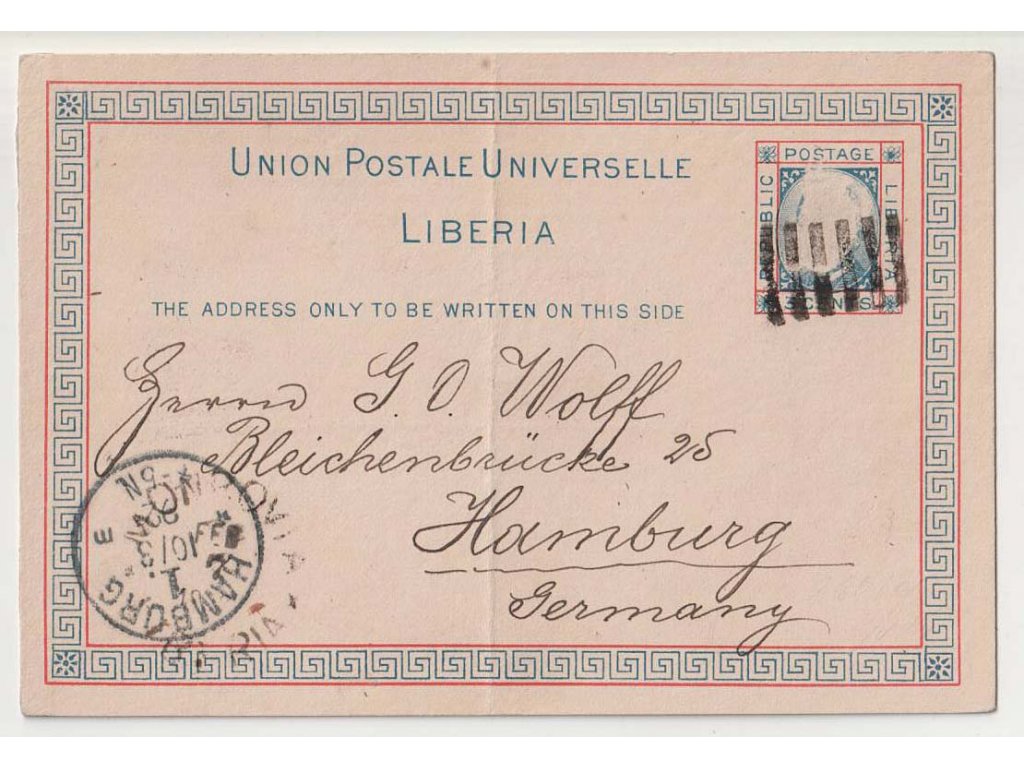 UNION POSTALE UNIVERSELLE
LIBERIA
THE ADDRESS ONLY TO BE WRITTEN ON THIS SIDE
POSTAGE
REPUBLIC
LIBERIA
3 CENTS
Herrn G. O. Wolff
Bleichenbrücke 25
Hamburg
Germany
HAMBURG
FEB